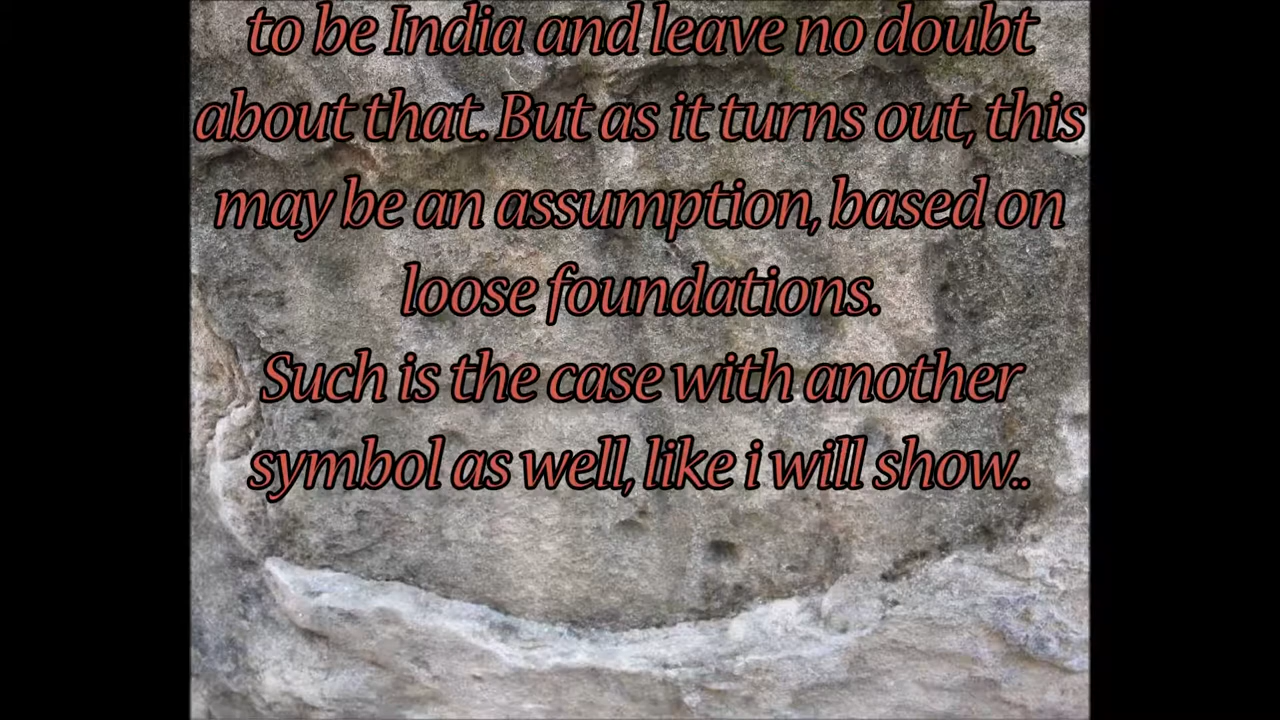 to be India and leave no doubt
about that. But as it turns out, this
may be an assumption, based on
loose foundations.
Such is the case with another
symbol as well, like i will show..